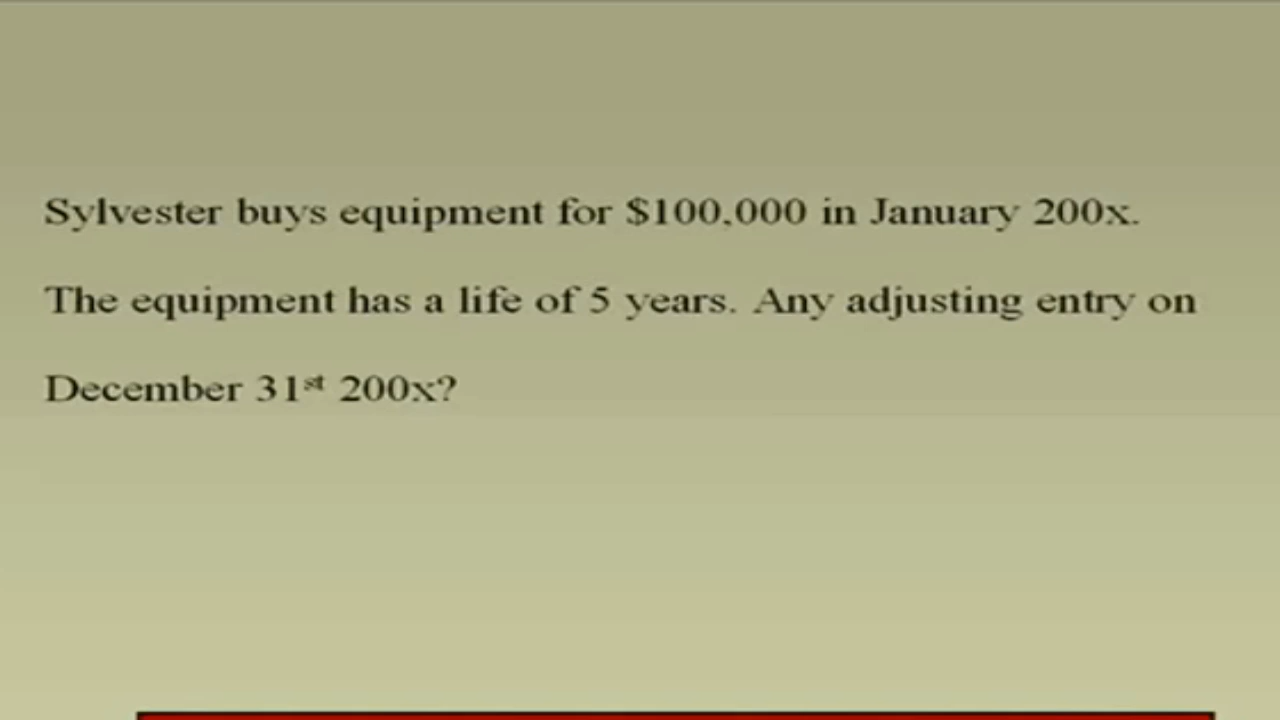 Sylvester buys equipment for $100,000 in January 200x.
The equipment has a life of 5 years. Any adjusting entry on
December 31st 200x?